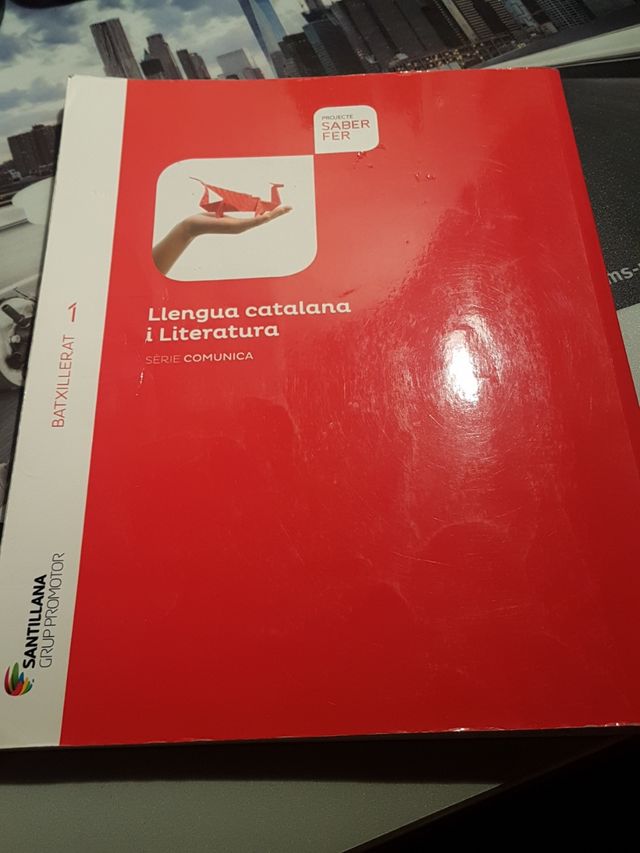 PROJECTE
SABER
FER
Llengua catalana
i Literatura
SÈRIE COMUNICA
BATXILLERAT 1
SANTILLANA
GRUP PROMOTOR